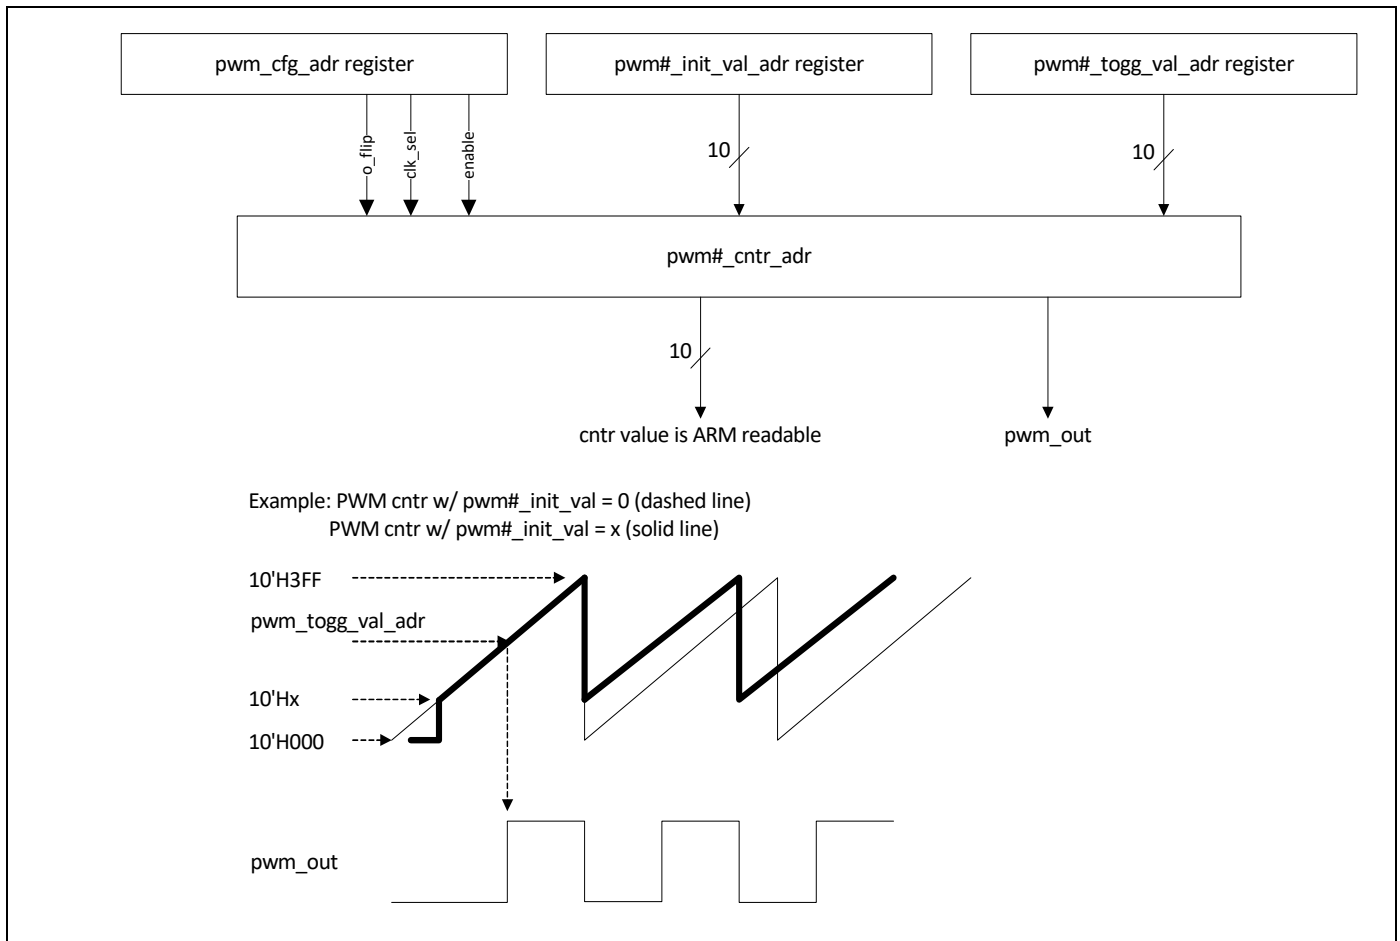 pwm_cfg_adr register
pwm#_init_val_adr register
pwm#_togg_val_adr register
o_flip
clk_sel
enable
10
10
pwm#_cntr_adr
10
cntr value is ARM readable
pwm_out
Example: PWM cntr w/ pwm#_init_val = 0 (dashed line)
PWM cntr w/ pwm#_init_val = x (solid line)
10'H3FF
pwm_togg_val_adr
10'Hx
10'H000
pwm_out